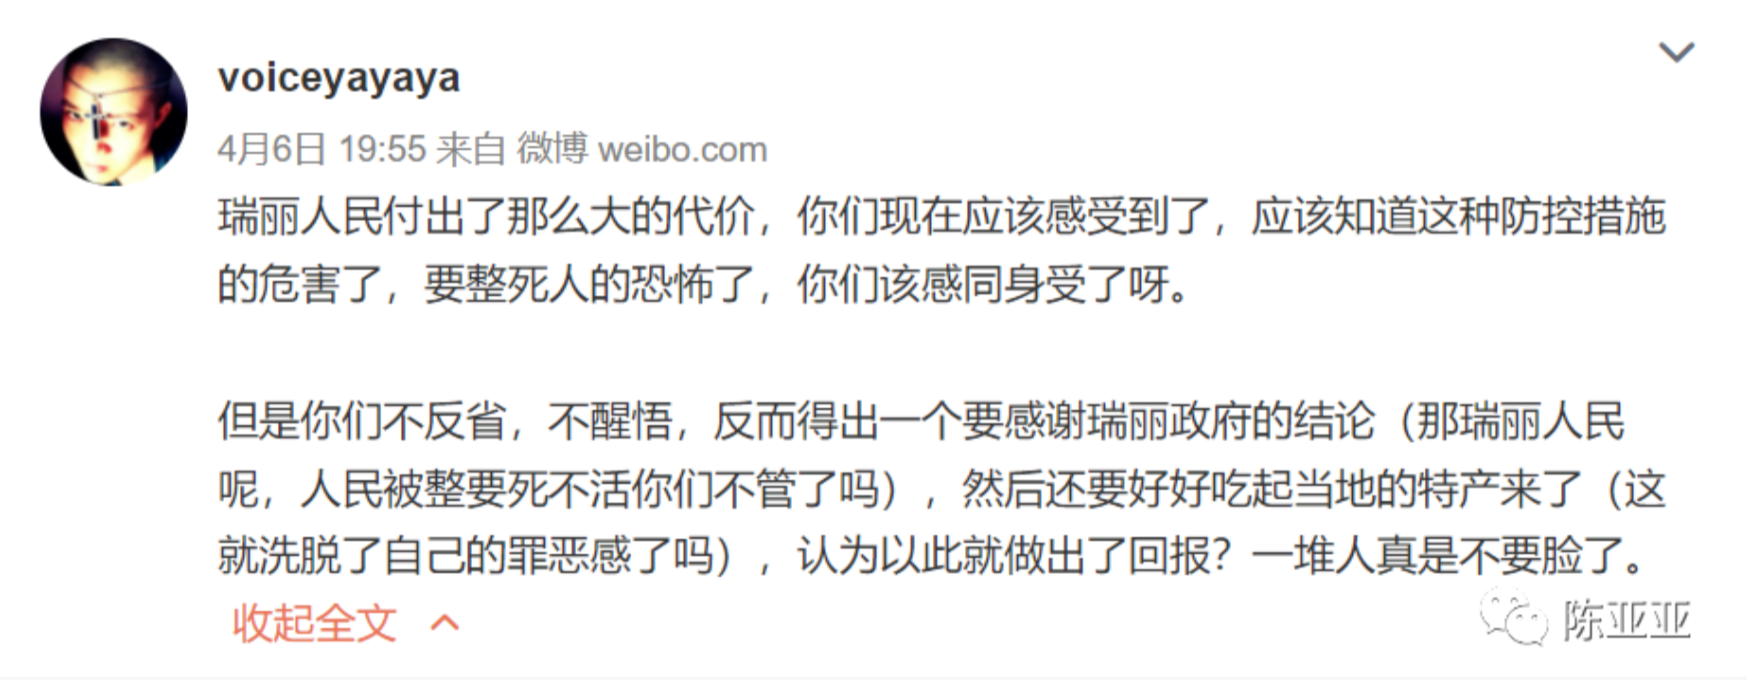 voiceyayaya
4月6日 19:55 来自 微博 weibo.com
瑞丽人民付出了那么大的代价，你们现在应该感受到了，应该知道这种防控措施
的危害了，要整死人的恐怖了，你们该感同身受了呀。
但是你们不反省，不醒悟，反而得出一个要感谢瑞丽政府的结论（那瑞丽人民
呢，人民被整要死不活你们不管了吗），然后还要好好吃起当地的特产来了（这
就洗脱了自己的罪恶感了吗），认为以此就做出了回报？一堆人真是不要脸了。
收起全文
陈亚亚